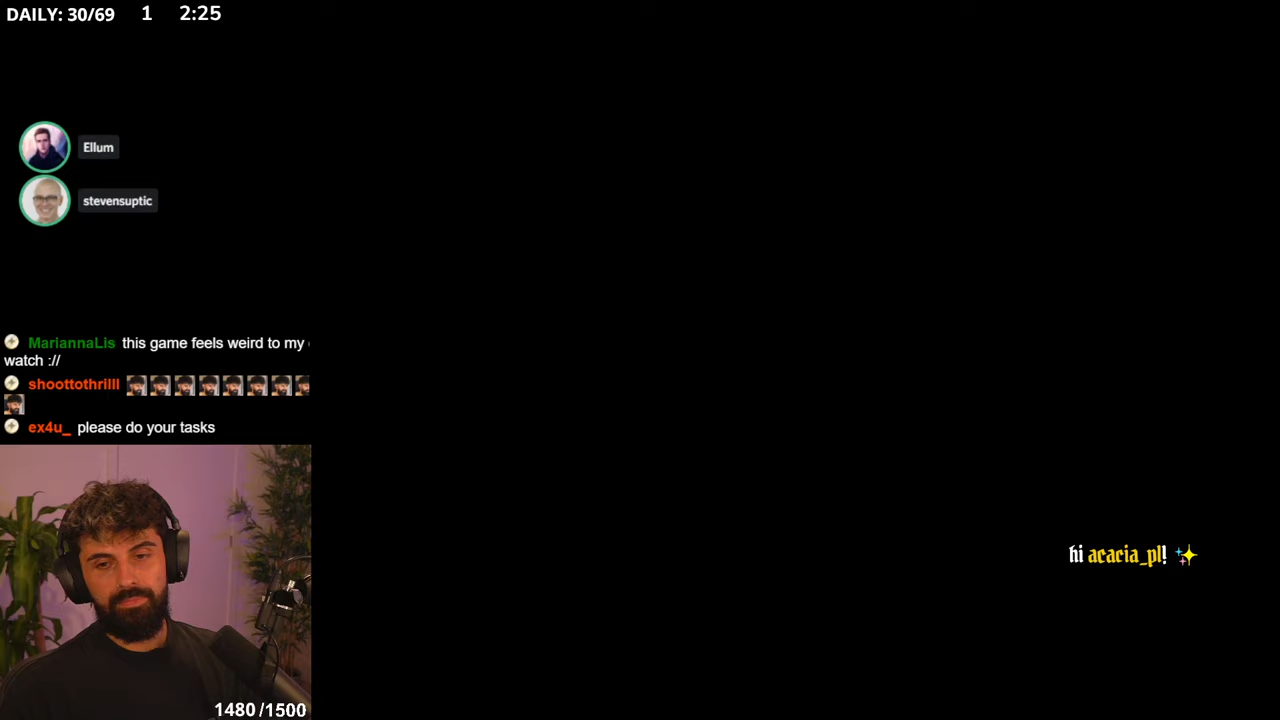 DAILY: 30/69 1 2:25
Ellum
stevensuptic
MariannaLis this game feels weird to my
watch ://
shoottothrilll
ex4u_ please do your tasks
hi acacia_pl! ✨
1480 /1500